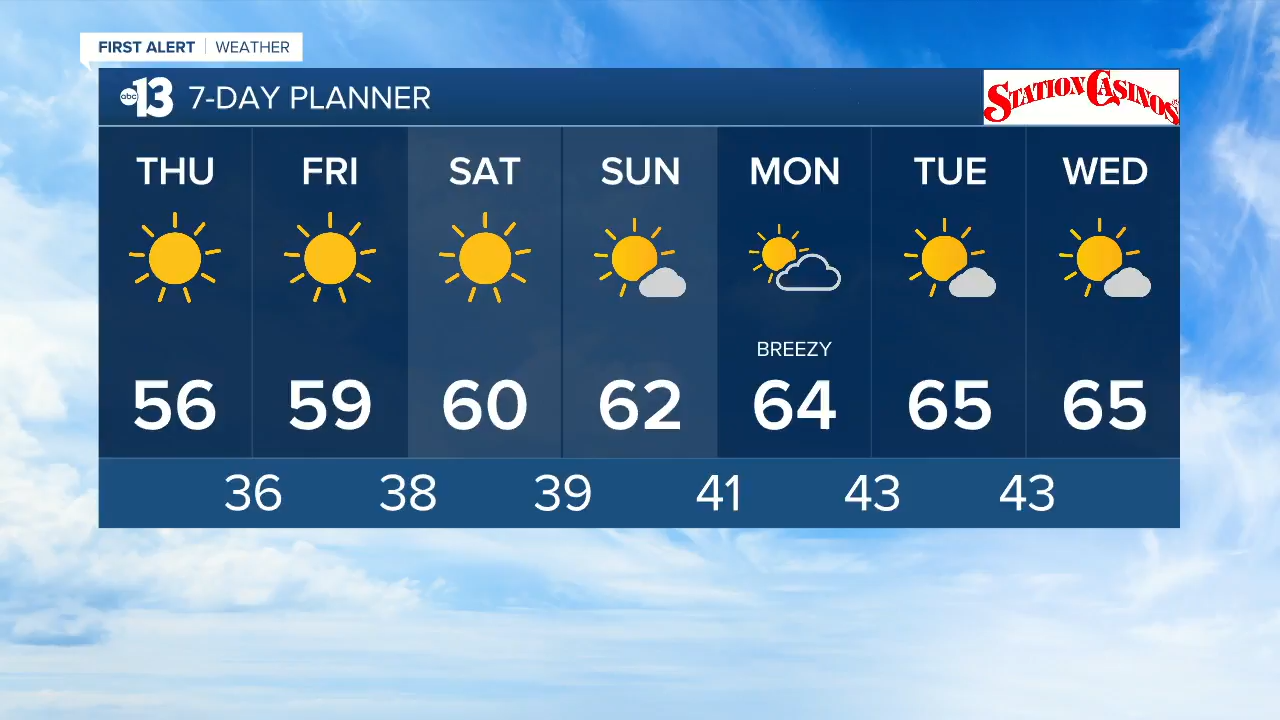 FIRST ALERT WEATHER
abc 13 7-DAY PLANNER
STATION CASINOS
THU FRI SAT SUN MON TUE WED
BREEZY
56 59 60 62 64 65 65
36 38 39 41 43 43